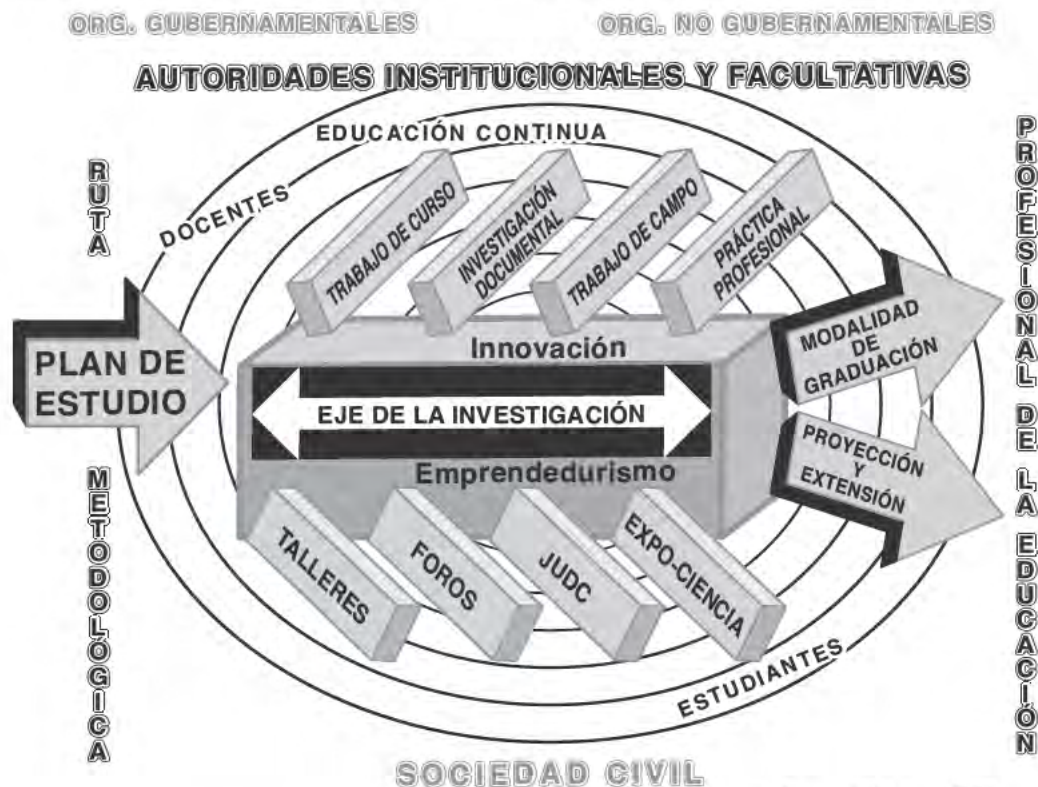 ORG. GUBERNAMENTALES
ORG. NO GUBERNAMENTALES
AUTORIDADES INSTITUCIONALES Y FACULTATIVAS
EDUCACIÓN CONTINUA
DOCENTES
RUTA
METODOLÓGICA
TRABAJO DE CURSO
INVESTIGACIÓN
DOCUMENTAL
TRABAJO DE CAMPO
PRÁCTICA
PROFESIONAL
PLAN DE
ESTUDIO
Innovación
EJE DE LA INVESTIGACIÓN
Emprendedurismo
MODALIDAD
DE
GRADUACIÓN
PROYECCIÓN
Y
EXTENSIÓN
TALLERES
FOROS
JUDC
EXPO-CIENCIA
ESTUDIANTES
PROFESIONAL DE LA EDUCACIÓN
SOCIEDAD CIVIL